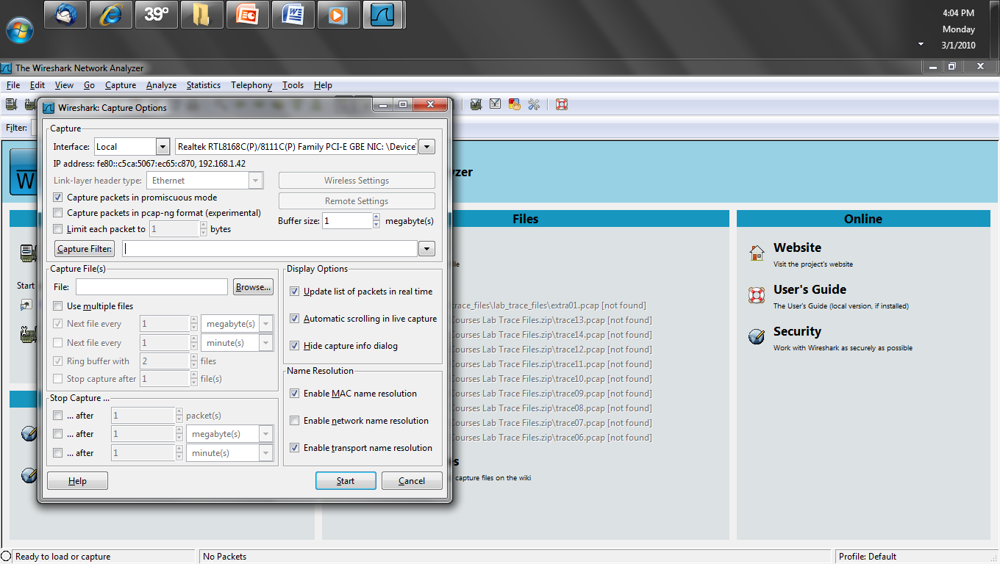 39°
4:04 PM
Monday
3/1/2010
The Wireshark Network Analyzer
File Edit View Go Capture Analyze Statistics Telephony Tools Help
Filter:
Wireshark: Capture Options
Capture
Interface: Local Realtek RTL8168C(P)/8111C(P) Family PCI-E GBE NIC: \Device
IP address: fe80::c5ca:5067:ec65:c870, 192.168.1.42
Link-layer header type: Ethernet
Wireless Settings
Capture packets in promiscuous mode
Remote Settings
Capture packets in pcap-ng format (experimental)
Buffer size: 1 megabyte(s)
Limit each packet to 1 bytes
Capture Filter:
Capture File(s)
File: Browse...
Use multiple files
Next file every 1 megabyte(s)
Next file every 1 minute(s)
Ring buffer with 2 files
Stop capture after 1 file(s)
Stop Capture ...
... after 1 packet(s)
... after 1 megabyte(s)
... after 1 minute(s)
Display Options
Update list of packets in real time
Automatic scrolling in live capture
Hide capture info dialog
Name Resolution
Enable MAC name resolution
Enable network name resolution
Enable transport name resolution
Help Start Cancel
W
Start
Files
trace_files\lab_trace_files\extra01.pcap [not found]
Courses Lab Trace Files.zip\trace13.pcap [not found]
Courses Lab Trace Files.zip\trace14.pcap [not found]
Courses Lab Trace Files.zip\trace12.pcap [not found]
Courses Lab Trace Files.zip\trace11.pcap [not found]
Courses Lab Trace Files.zip\trace10.pcap [not found]
Courses Lab Trace Files.zip\trace09.pcap [not found]
Courses Lab Trace Files.zip\trace08.pcap [not found]
Courses Lab Trace Files.zip\trace07.pcap [not found]
Courses Lab Trace Files.zip\trace06.pcap [not found]
capture files on the wiki
Online
Website
Visit the project's website
User's Guide
The User's Guide (local version, if installed)
Security
Work with Wireshark as securely as possible
Ready to load or capture
No Packets
Profile: Default